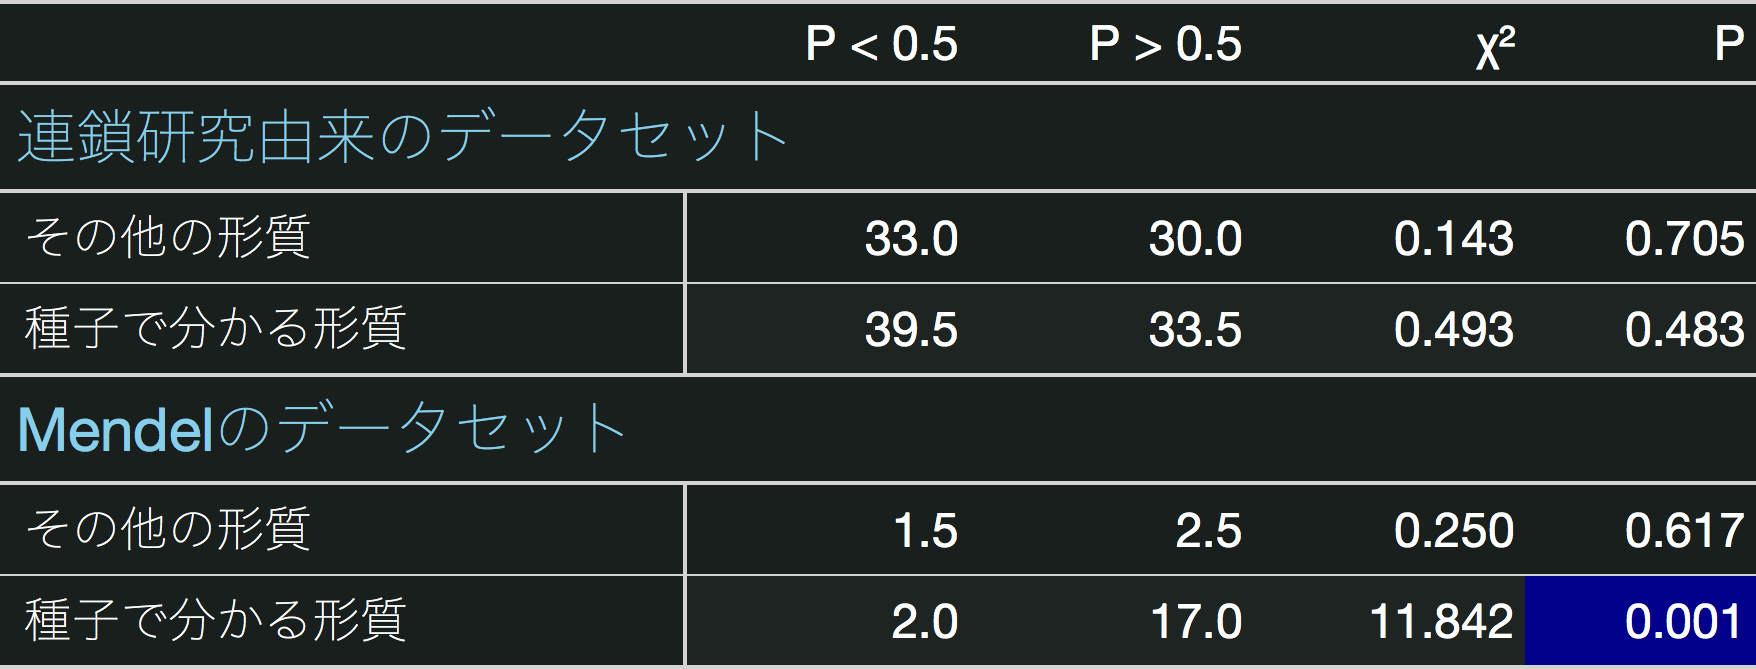 P < 0.5 P > 0.5 χ² P
連鎖研究由来のデータセット
その他の形質 33.0 30.0 0.143 0.705
種子で分かる形質 39.5 33.5 0.493 0.483
Mendelのデータセット
その他の形質 1.5 2.5 0.250 0.617
種子で分かる形質 2.0 17.0 11.842 0.001